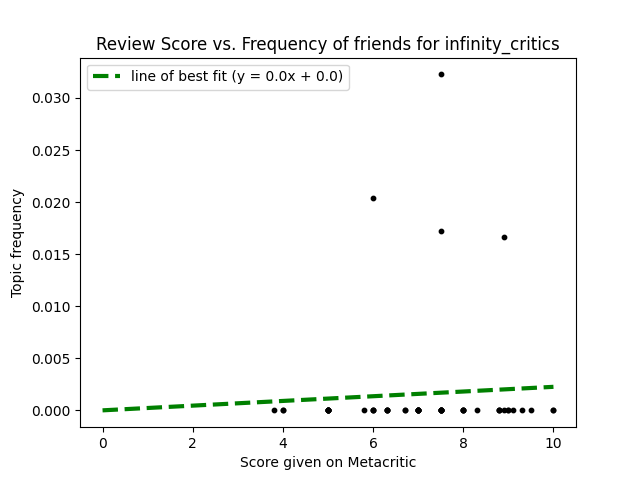 Review Score vs. Frequency of friends for infinity_critics
line of best fit (y = 0.0x + 0.0)
0.030
0.025
0.020
0.015
0.010
0.005
0.000
Topic frequency
0 2 4 6 8 10
Score given on Metacritic